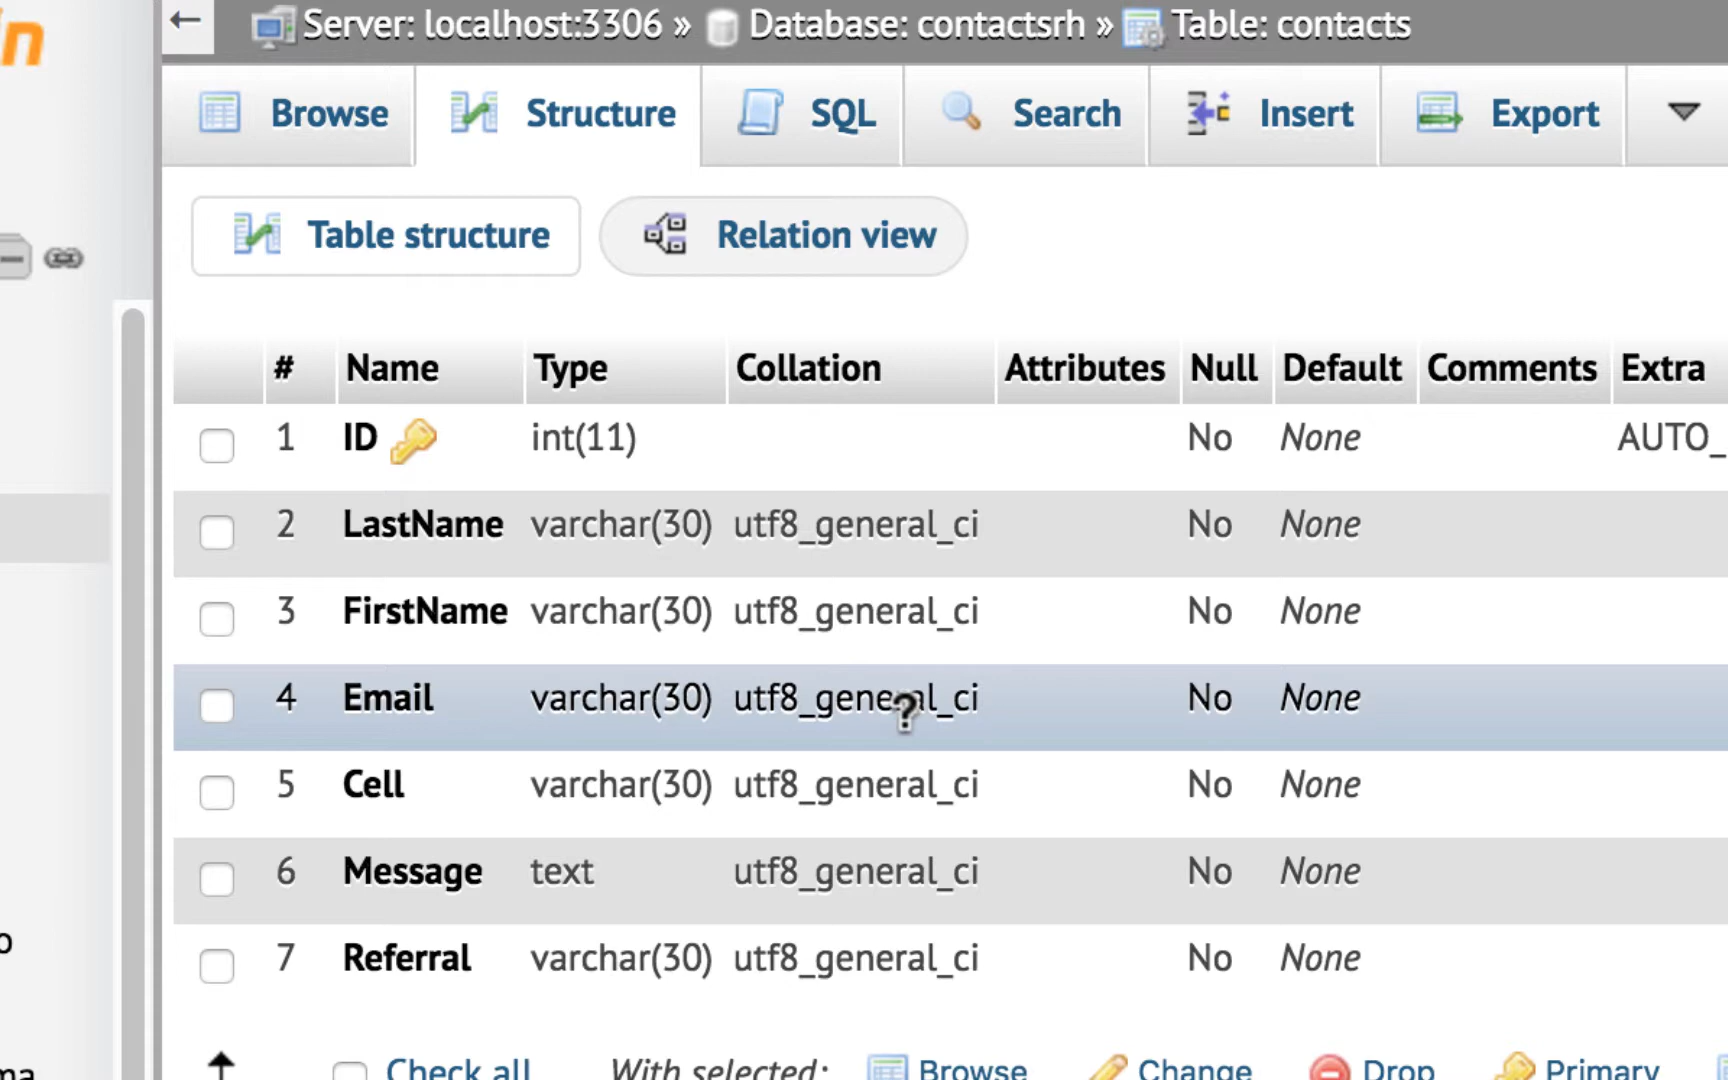 in
← Server: localhost:3306 » Database: contactsrh » Table: contacts
Browse Structure SQL Search Insert Export
Table structure Relation view
# Name Type Collation Attributes Null Default Comments Extra
1 ID int(11) No None AUTO_
2 LastName varchar(30) utf8_general_ci No None
3 FirstName varchar(30) utf8_general_ci No None
4 Email varchar(30) utf8_general_ci No None
5 Cell varchar(30) utf8_general_ci No None
6 Message text utf8_general_ci No None
7 Referral varchar(30) utf8_general_ci No None
o
ma
Check all With selected: Browse Change Drop Primary